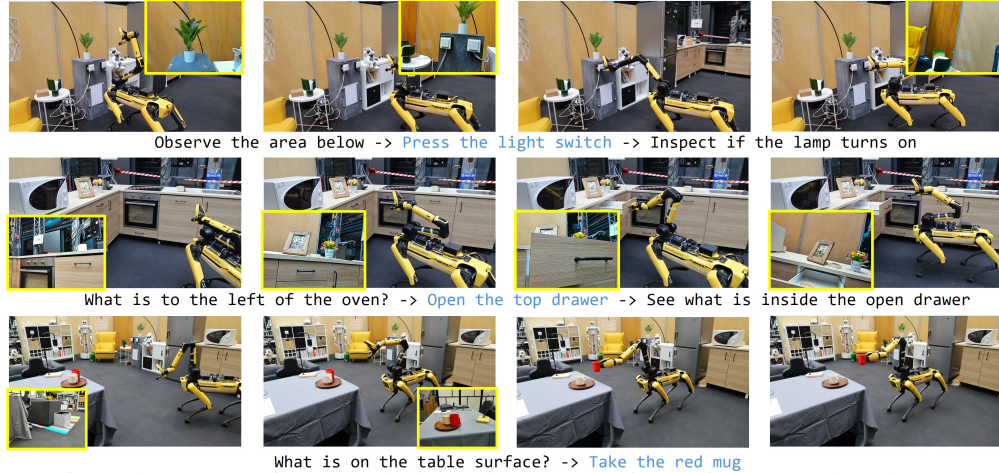 Observe the area below -> Press the light switch -> Inspect if the lamp turns on
What is to the left of the oven? -> Open the top drawer -> See what is inside the open drawer
What is on the table surface? -> Take the red mug